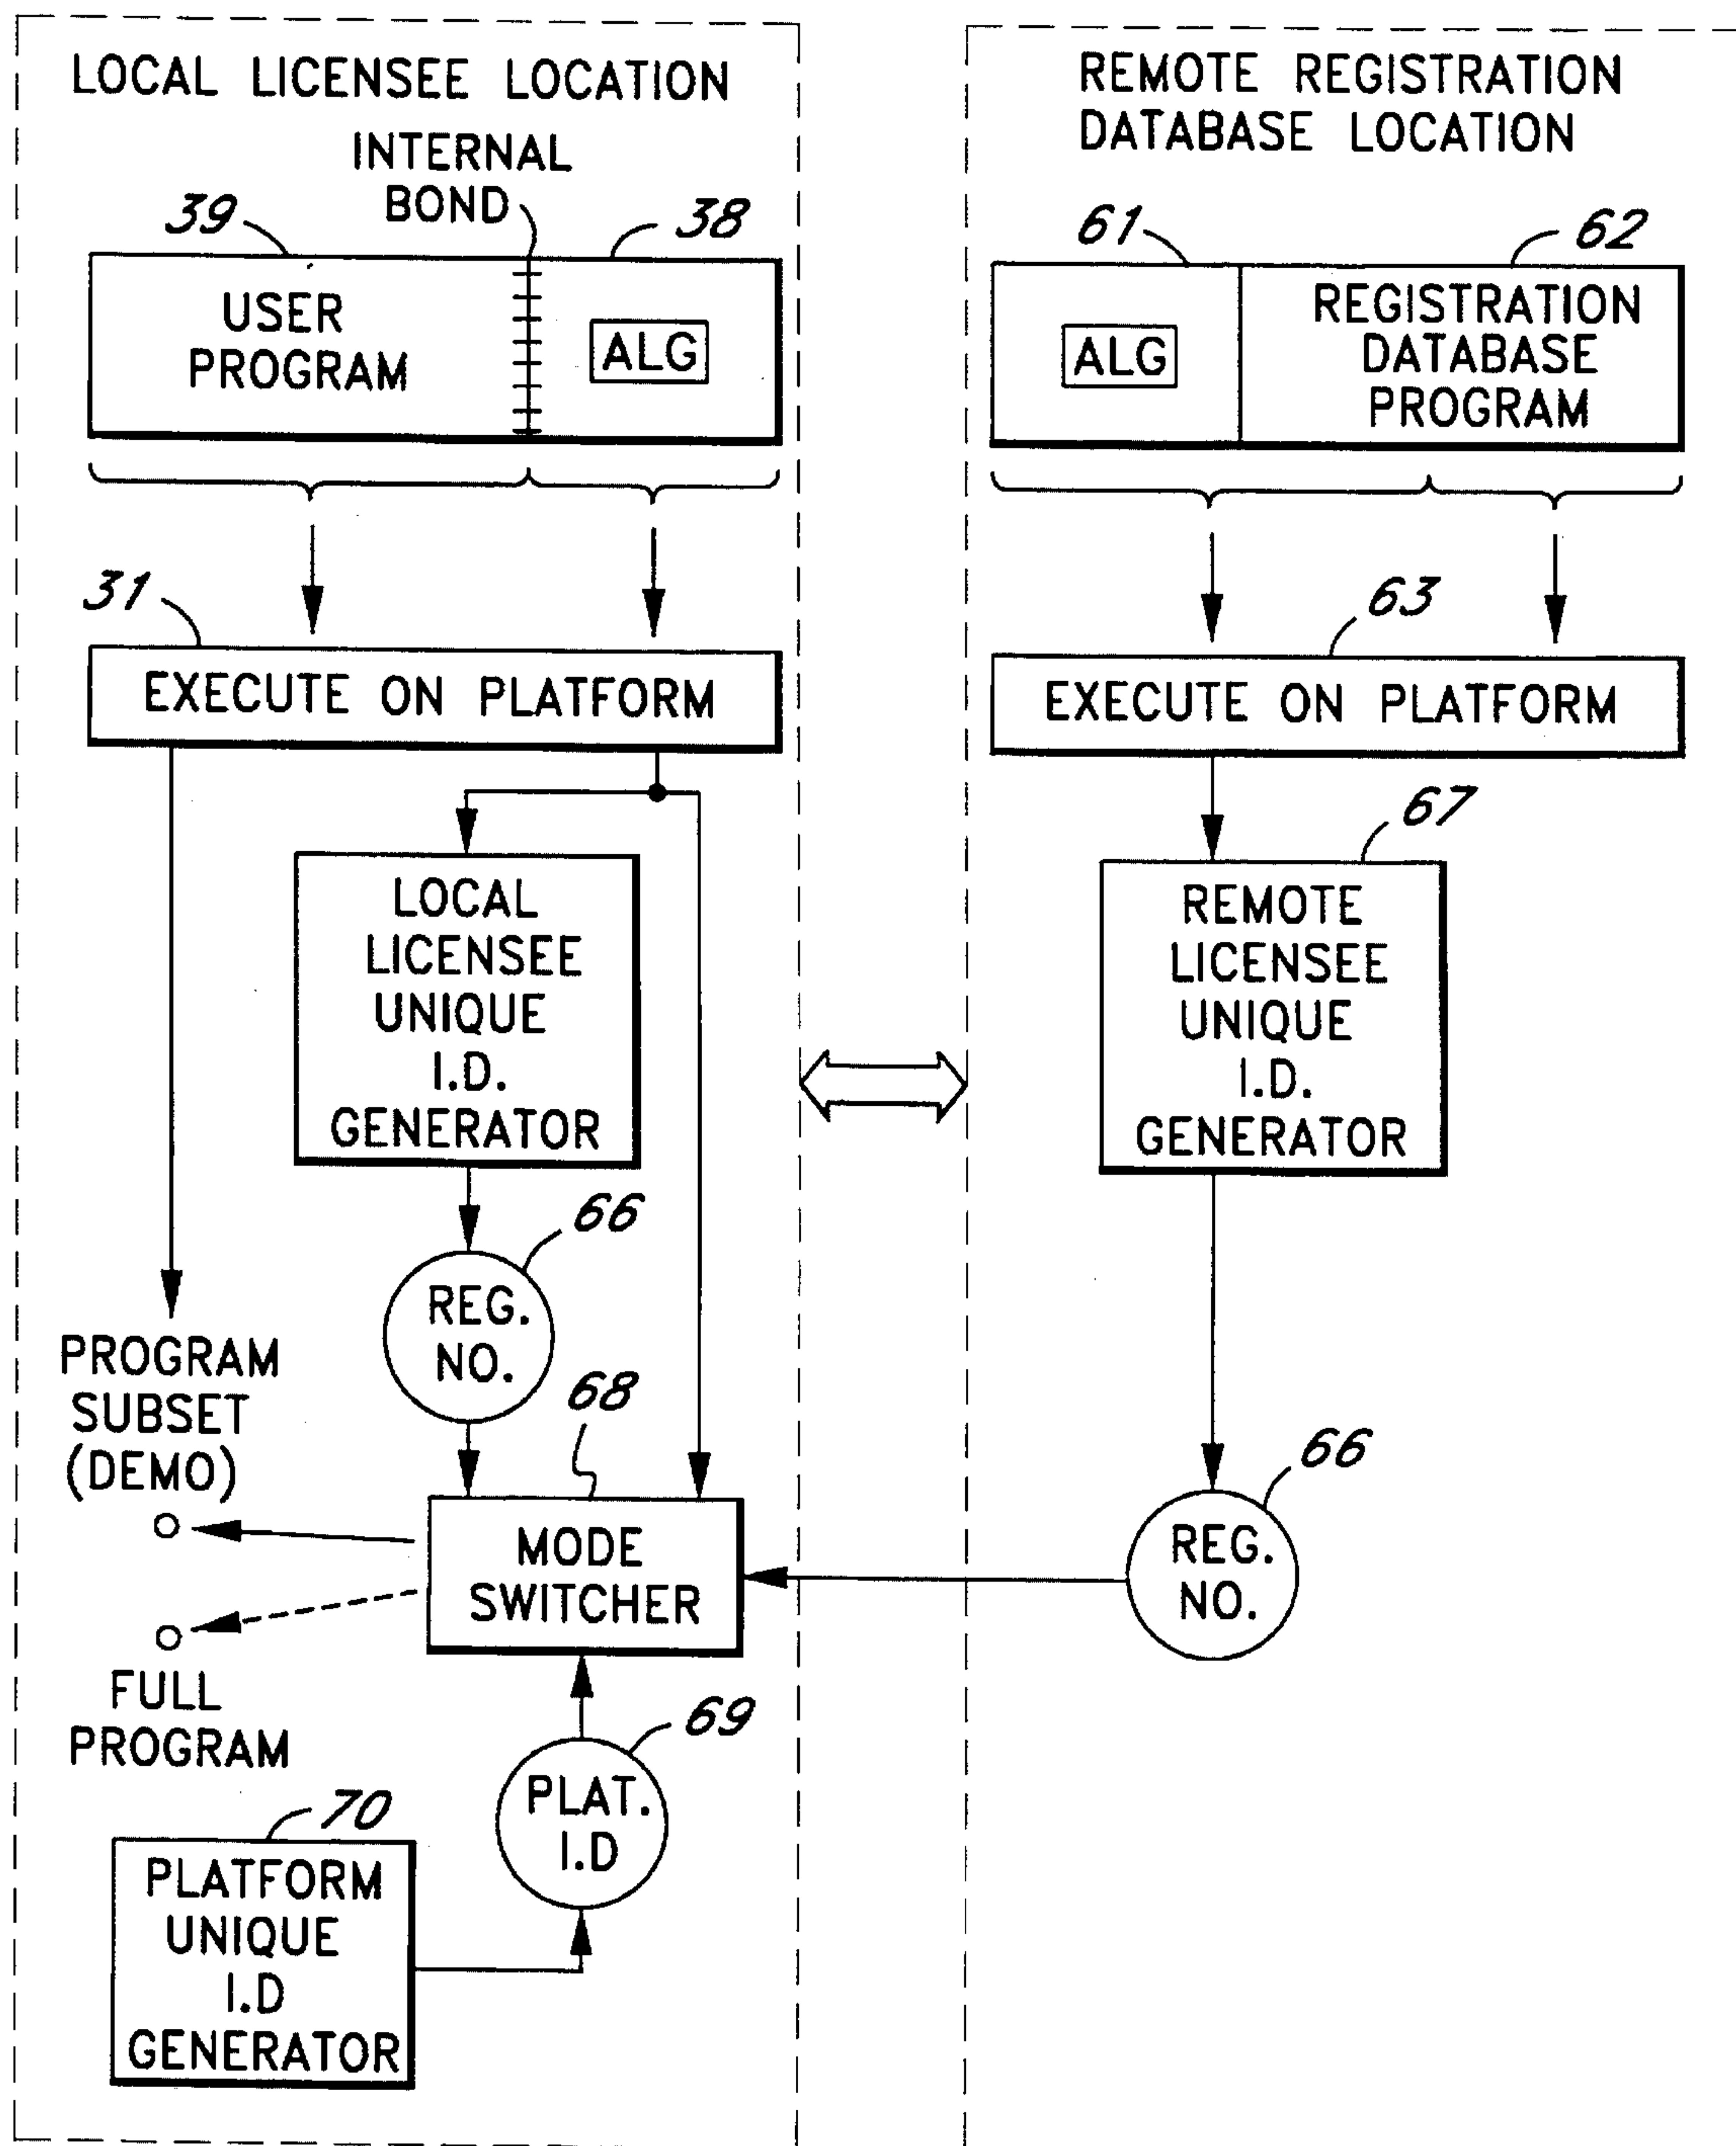 LOCAL LICENSEE LOCATION
INTERNAL
BOND
39
38
USER
PROGRAM
ALG
31
EXECUTE ON PLATFORM
LOCAL
LICENSEE
UNIQUE
I.D.
GENERATOR
66
REG.
NO.
PROGRAM
SUBSET
(DEMO)
68
MODE
SWITCHER
FULL
PROGRAM
69
PLAT.
I.D
70
PLATFORM
UNIQUE
I.D
GENERATOR
REMOTE REGISTRATION
DATABASE LOCATION
61
62
ALG
REGISTRATION
DATABASE
PROGRAM
63
EXECUTE ON PLATFORM
67
REMOTE
LICENSEE
UNIQUE
I.D.
GENERATOR
66
REG.
NO.